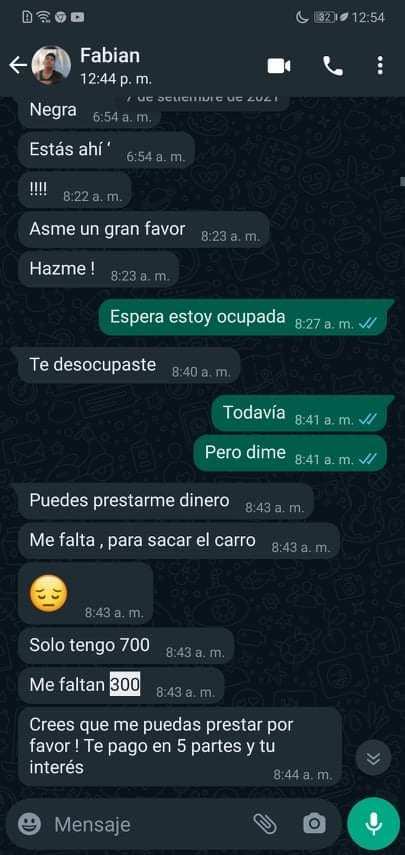 32
12:54
Fabian
12:44 p. m.
7 de setiembre de 2021
Negra 6:54 a. m.
Estás ahí ‘ 6:54 a. m.
!!!! 8:22 a. m.
Asme un gran favor 8:23 a. m.
Hazme ! 8:23 a. m.
Espera estoy ocupada 8:27 a. m.
Te desocupaste 8:40 a. m.
Todavía 8:41 a. m.
Pero dime 8:41 a. m.
Puedes prestarme dinero 8:43 a. m.
Me falta , para sacar el carro 8:43 a. m.
8:43 a. m.
Solo tengo 700 8:43 a. m.
Me faltan 300 8:43 a. m.
Crees que me puedas prestar por
favor ! Te pago en 5 partes y tu
interés
8:44 a. m.
Mensaje